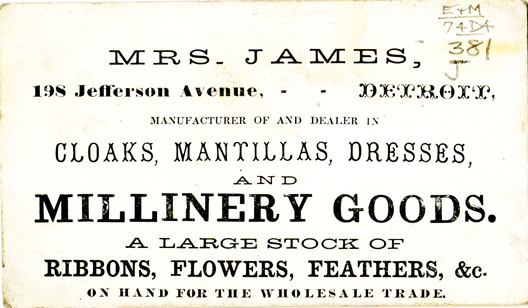 E+M
74D4
381
J
MRS. JAMES,
198 Jefferson Avenue, - - DETROIT,
MANUFACTURER OF AND DEALER IN
CLOAKS, MANTILLAS, DRESSES,
AND
MILLINERY GOODS.
A LARGE STOCK OF
RIBBONS, FLOWERS, FEATHERS, &c.
ON HAND FOR THE WHOLESALE TRADE.